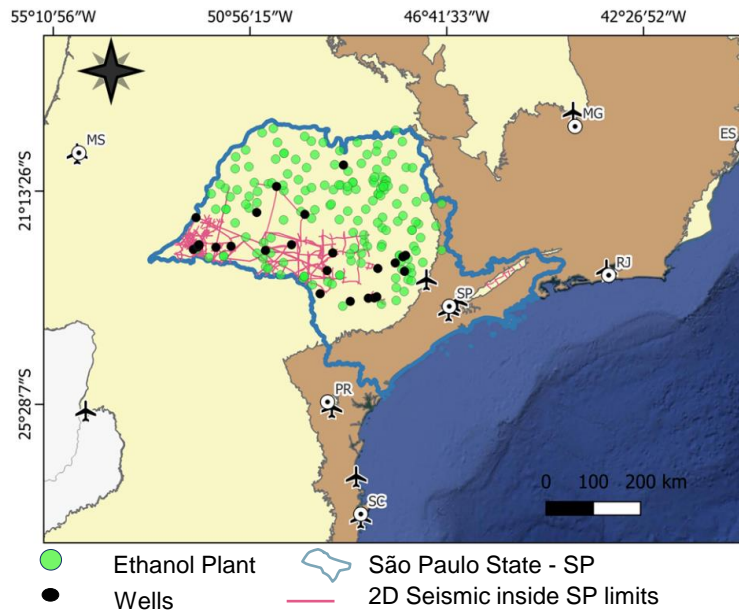 55°10'56"W 50°56'15"W 46°41'33"W 42°26'52"W
MS
MG
ES
21°13'26"S
RJ
SP
25°28'7"S
PR
SC
0 100 200 km
Ethanol Plant
São Paulo State - SP
Wells
2D Seismic inside SP limits